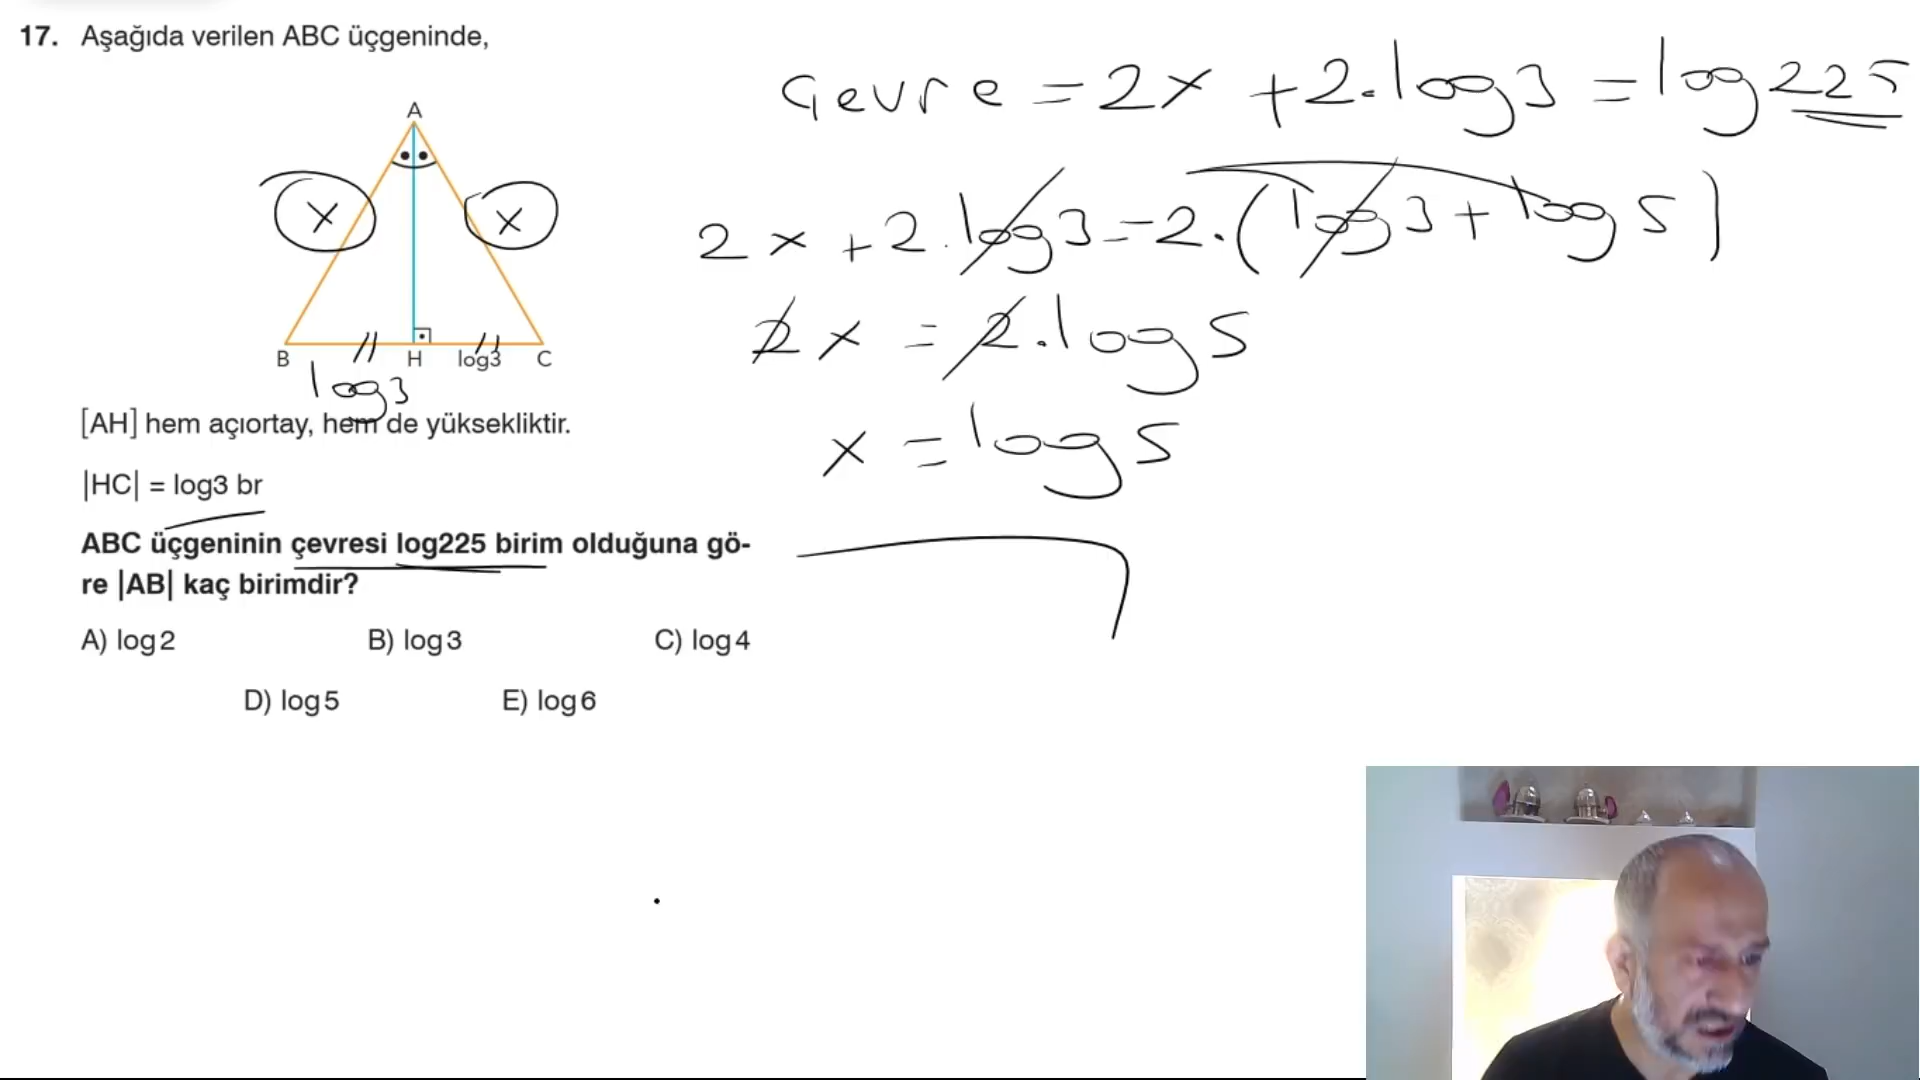 17. Aşağıda verilen ABC üçgeninde,
A
x x
B H log3 C
log3
[AH] hem açıortay, hem de yüksekliktir.
|HC| = log3 br
ABC üçgeninin çevresi log225 birim olduğuna gö-
re |AB| kaç birimdir?
A) log2 B) log3 C) log4
D) log5 E) log6
Çevre = 2x + 2.log3 = log225
2x + 2.log3 = 2.(log3 + log5)
2x = 2.log5
x = log5